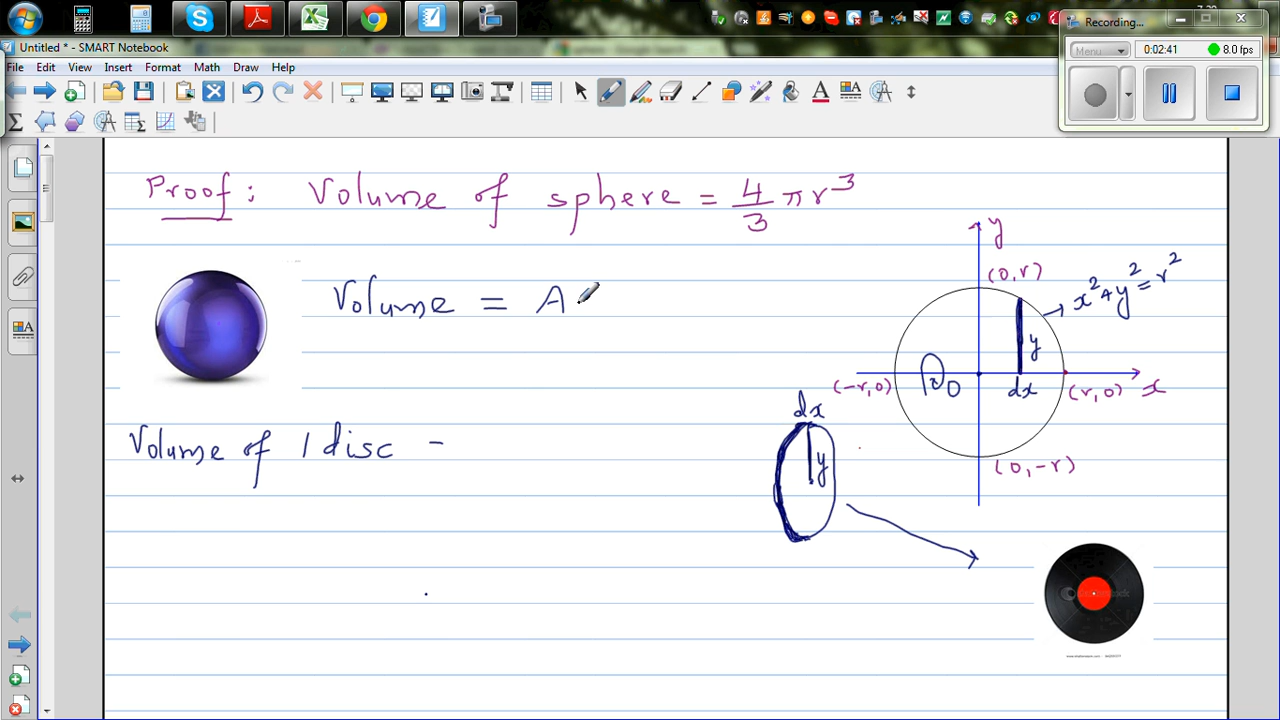 Recording...
Untitled * - SMART Notebook
Menu
0:02:41
8.0 fps
File Edit View Insert Format Math Draw Help
Proof: Volume of sphere = 4/3 πr³
Volume = A
y
(0,r)
x²+y²=r²
y
(-r,0)
0
dx
(r,0)
x
(0,-r)
dx
y
Volume of 1 disc -